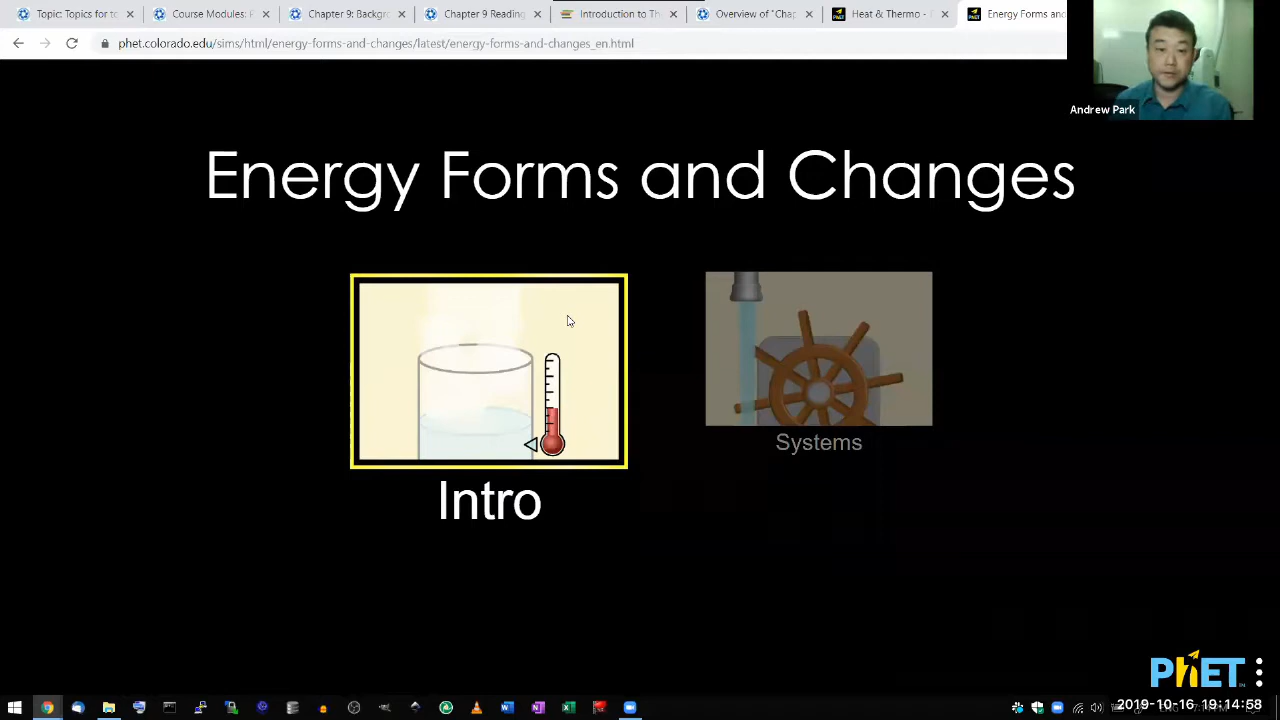 Topic: Topics for t
Course Modules: F
Chapter 9: Backgro
Chapter 9 Reading
Introduction to Th
Overview of "Chap
Heat & Thermo - P
Energy Forms and
phet.colorado.edu/sims/html/energy-forms-and-changes/latest/energy-forms-and-changes_en.html
Andrew Park
Energy Forms and Changes
Intro
Systems
PhET
2019-10-16 19:14:58